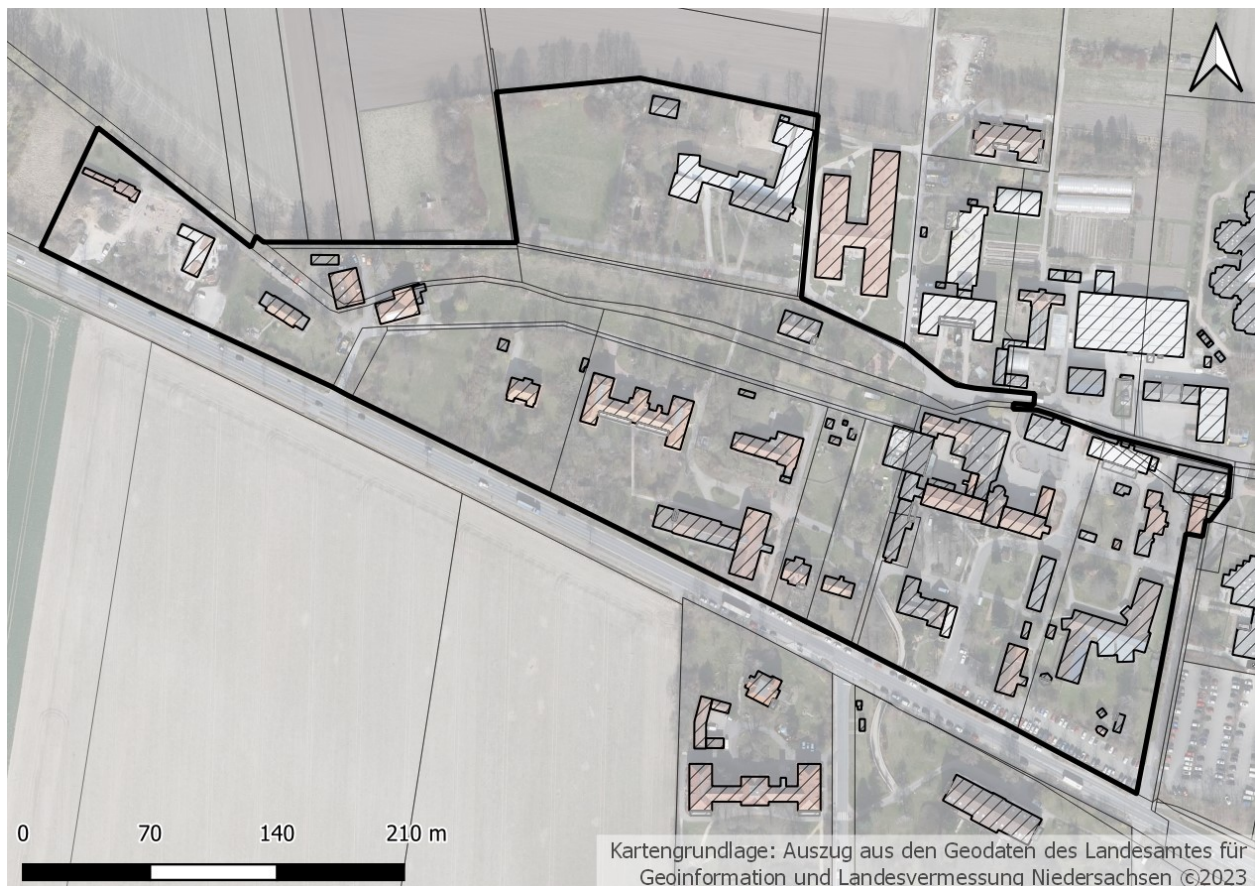 0 70 140 210 m
Kartengrundlage: Auszug aus den Geodaten des Landesamtes für
Geoinformation und Landesvermessung Niedersachsen ©2023